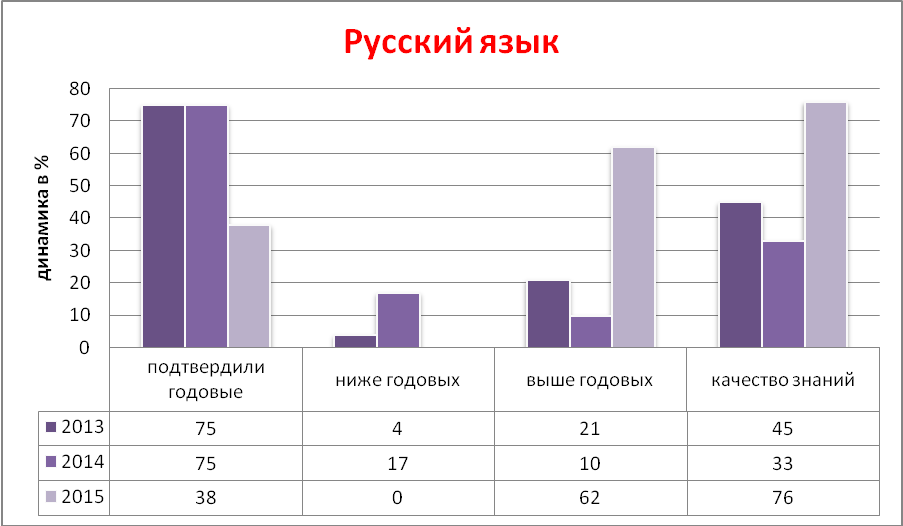 Русский язык
динамика в %
80
70
60
50
40
30
20
10
0
подтвердили годовые
ниже годовых
выше годовых
качество знаний
2013 75 4 21 45
2014 75 17 10 33
2015 38 0 62 76